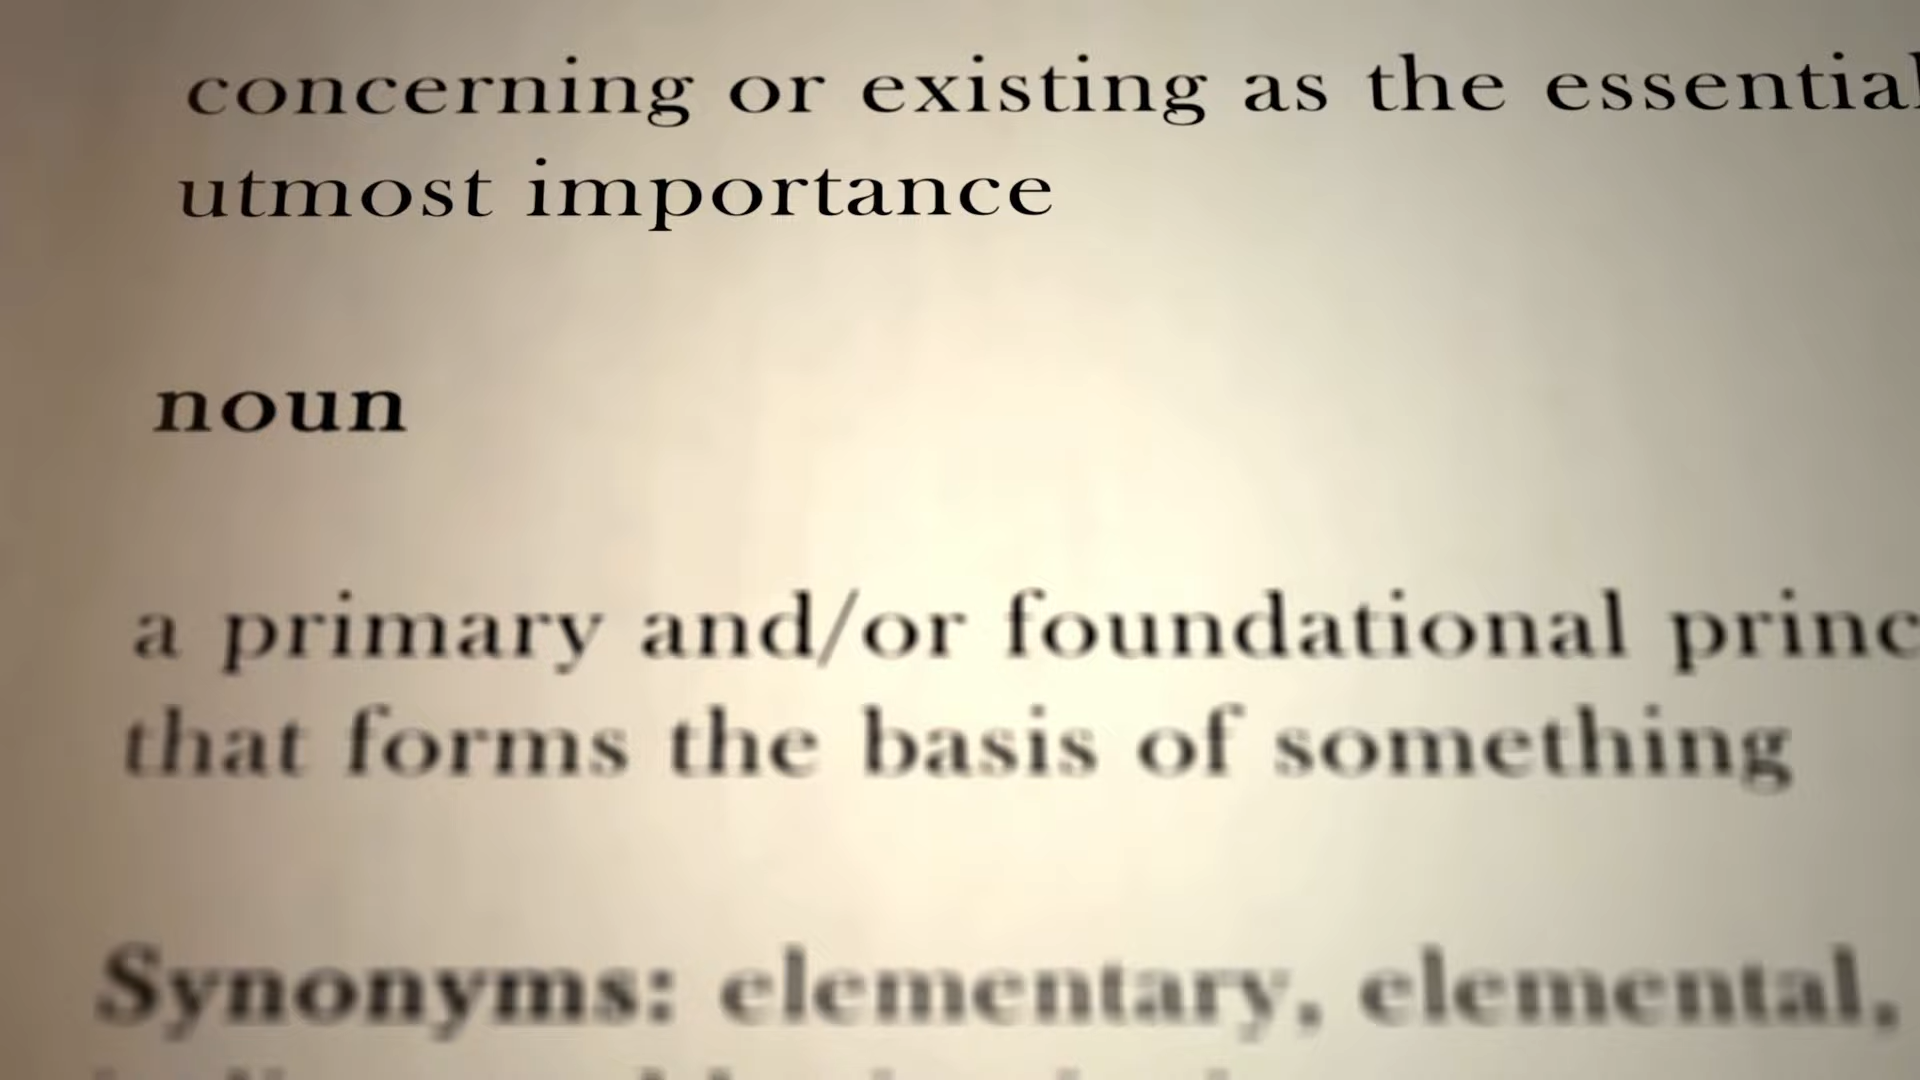 concerning or existing as the essential
utmost importance
noun
a primary and/or foundational princ
that forms the basis of something
Synonyms: elementary, elemental,